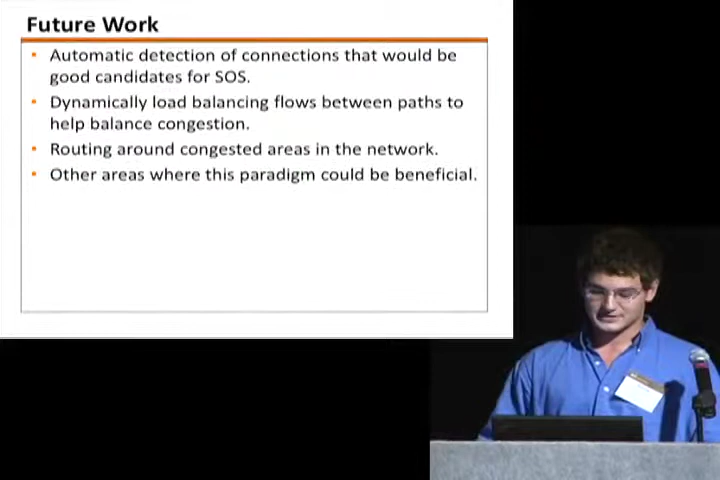 Future Work
• Automatic detection of connections that would be
good candidates for SOS.
• Dynamically load balancing flows between paths to
help balance congestion.
• Routing around congested areas in the network.
• Other areas where this paradigm could be beneficial.